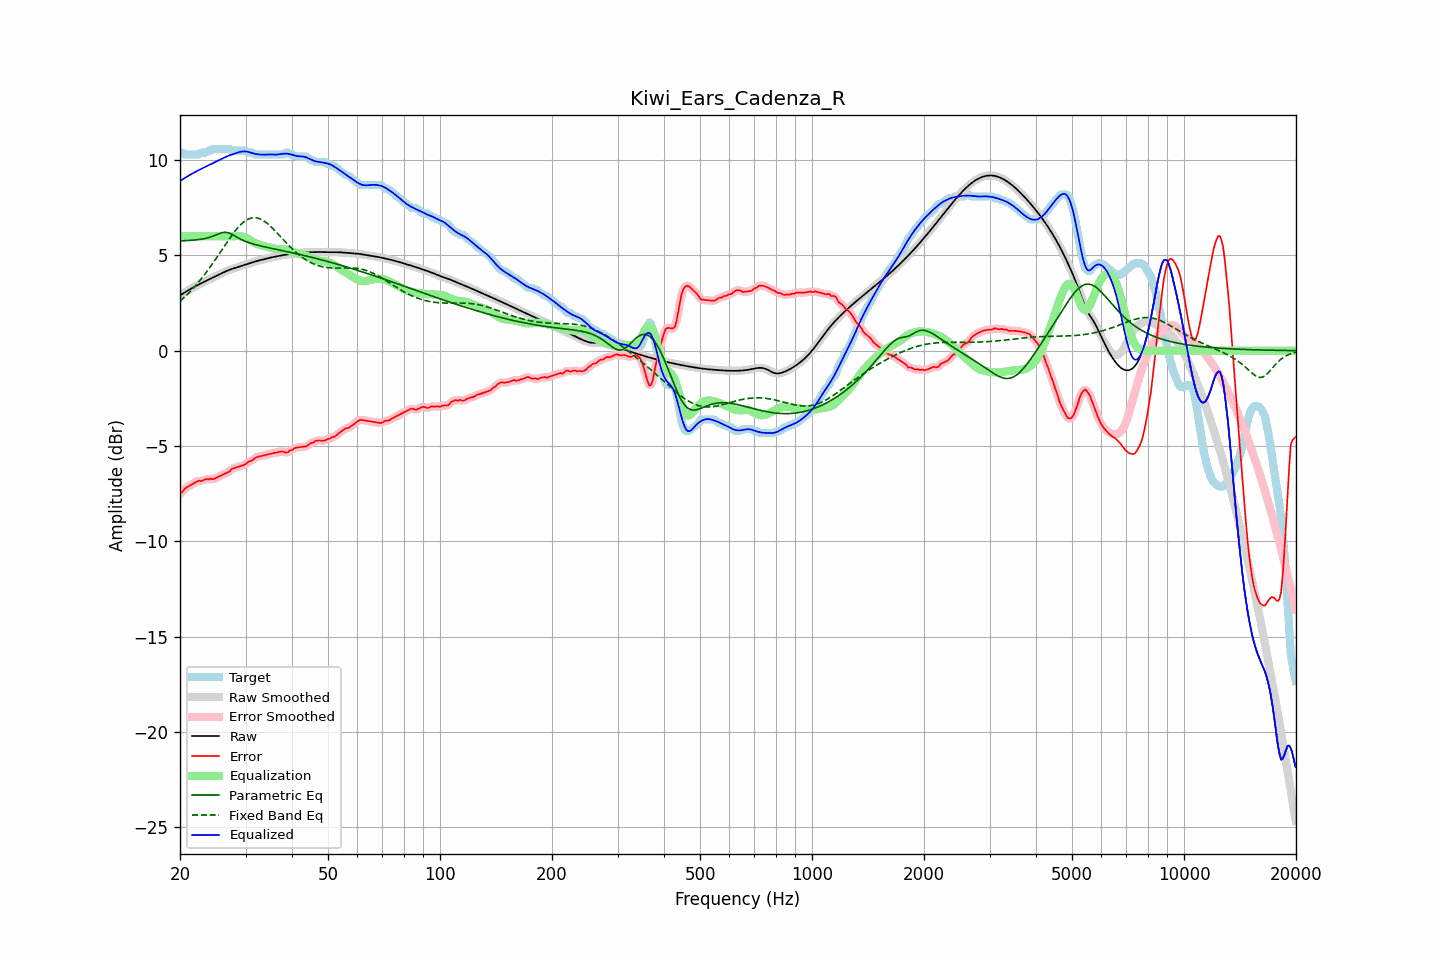 Kiwi_Ears_Cadenza_R
Amplitude (dBr)
10
5
0
−5
−10
−15
−20
−25
Target
Raw Smoothed
Error Smoothed
Raw
Error
Equalization
Parametric Eq
Fixed Band Eq
Equalized
20 50 100 200 500 1000 2000 5000 10000 20000
Frequency (Hz)